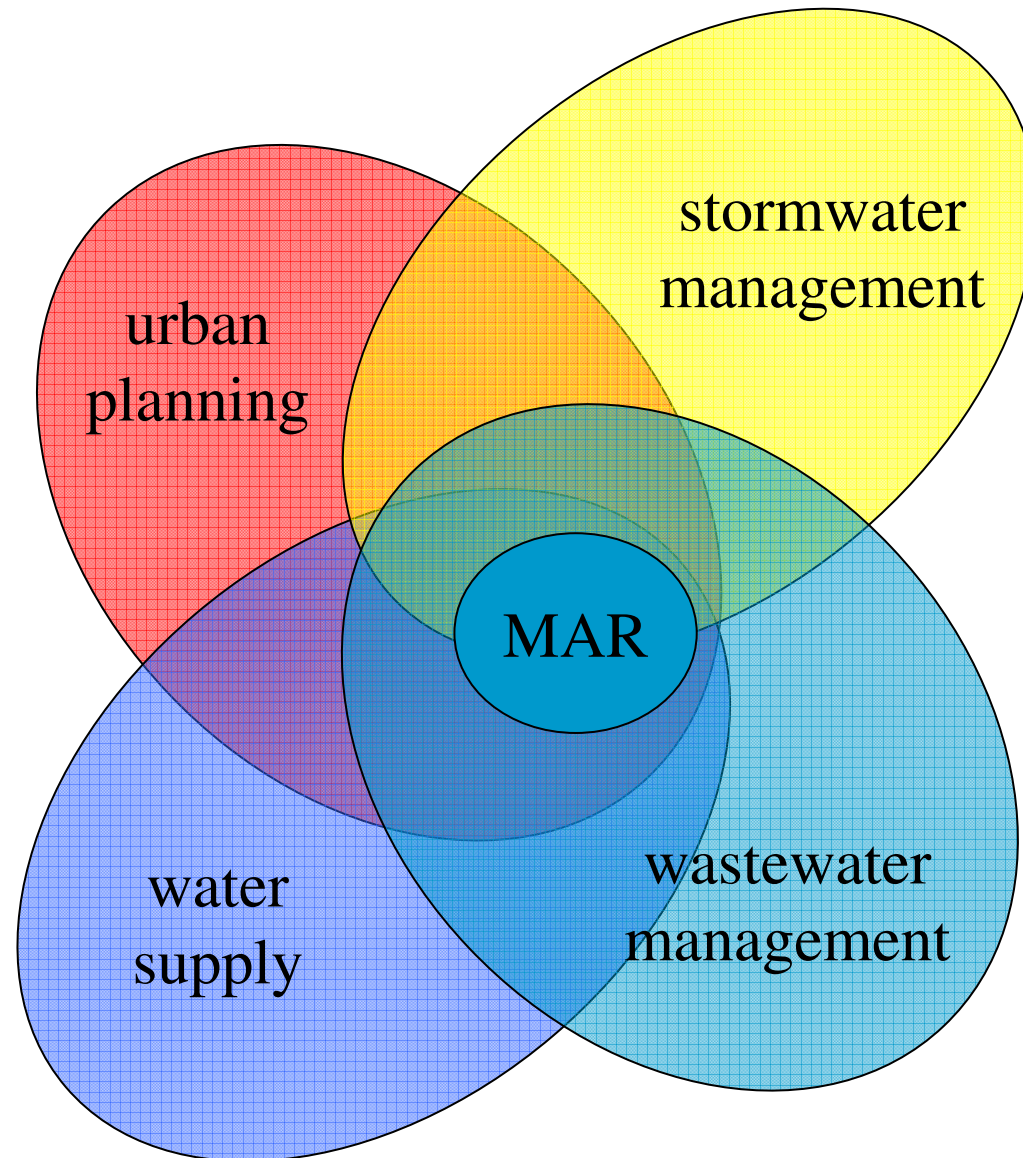 stormwater
management
urban
planning
MAR
water
supply
wastewater
management